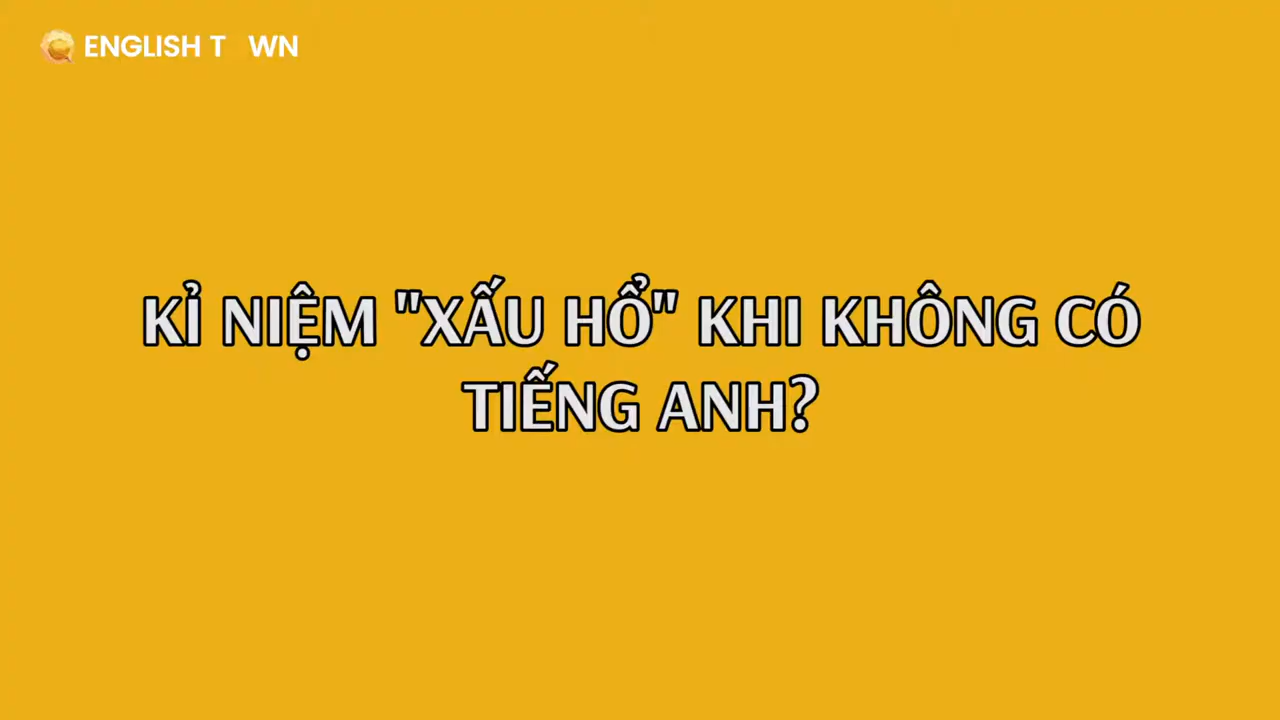 ENGLISH T WN
KỈ NIỆM "XẤU HỔ" KHI KHÔNG CÓ
TIẾNG ANH?